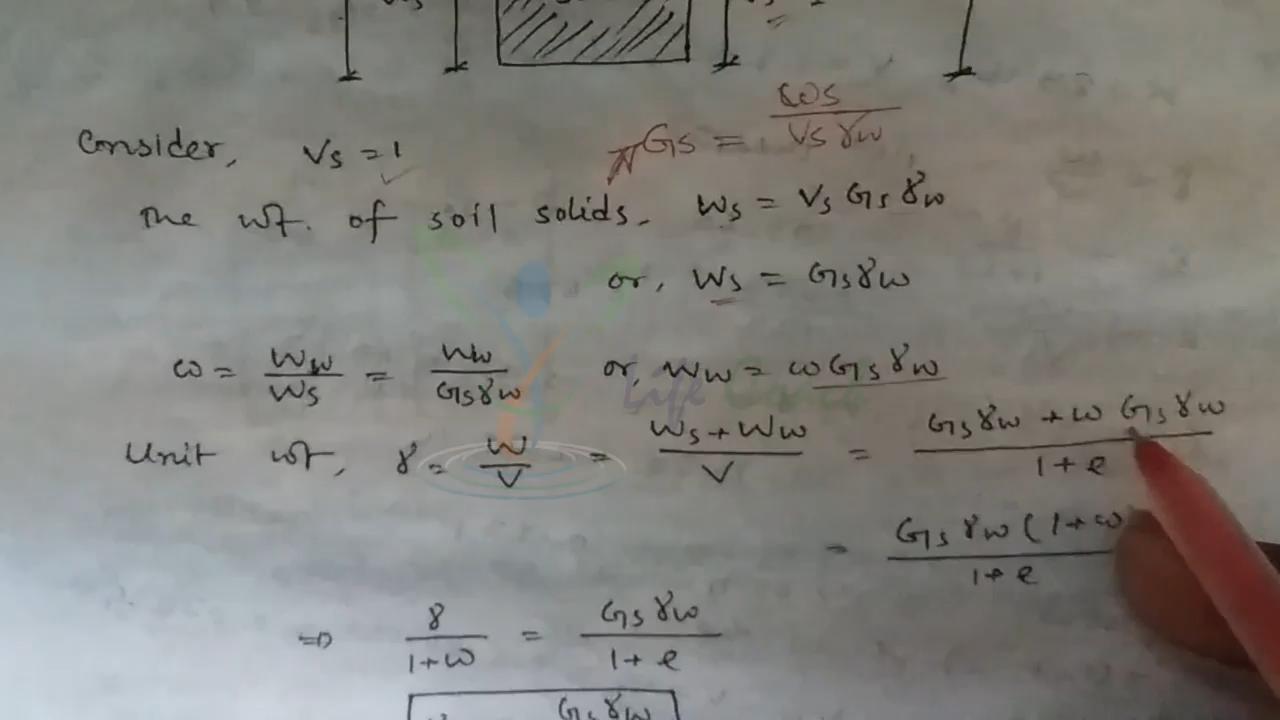 Consider, Vs = 1
Gs = Ws / Vs γw
The wt. of soil solids, Ws = Vs Gs γw
or, Ws = Gs γw
ω = Ww / Ws = Ww / Gs γw or, Ww = ω Gs γw
Unit wt, γ = W / V = Ws + Ww / V = Gs γw + ω Gs γw / 1 + e
= Gs γw (1 + ω / 1 + e
⇒ γ / 1 + ω = Gs γw / 1 + e
Gs γw